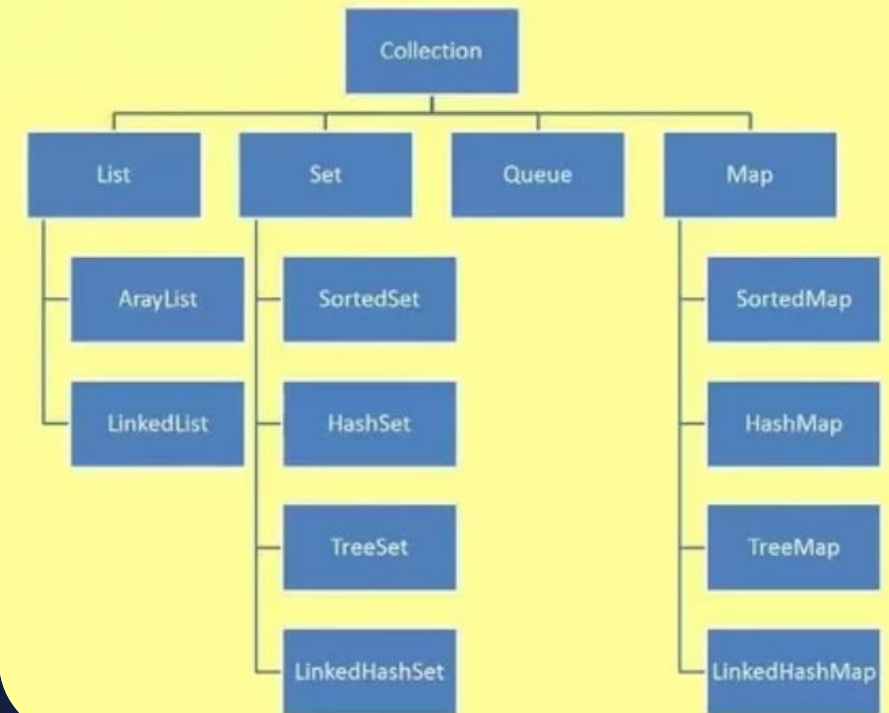 Collection
List
Set
Queue
Map
ArayList
SortedSet
SortedMap
LinkedList
HashSet
HashMap
TreeSet
TreeMap
LinkedHashSet
LinkedHashMap